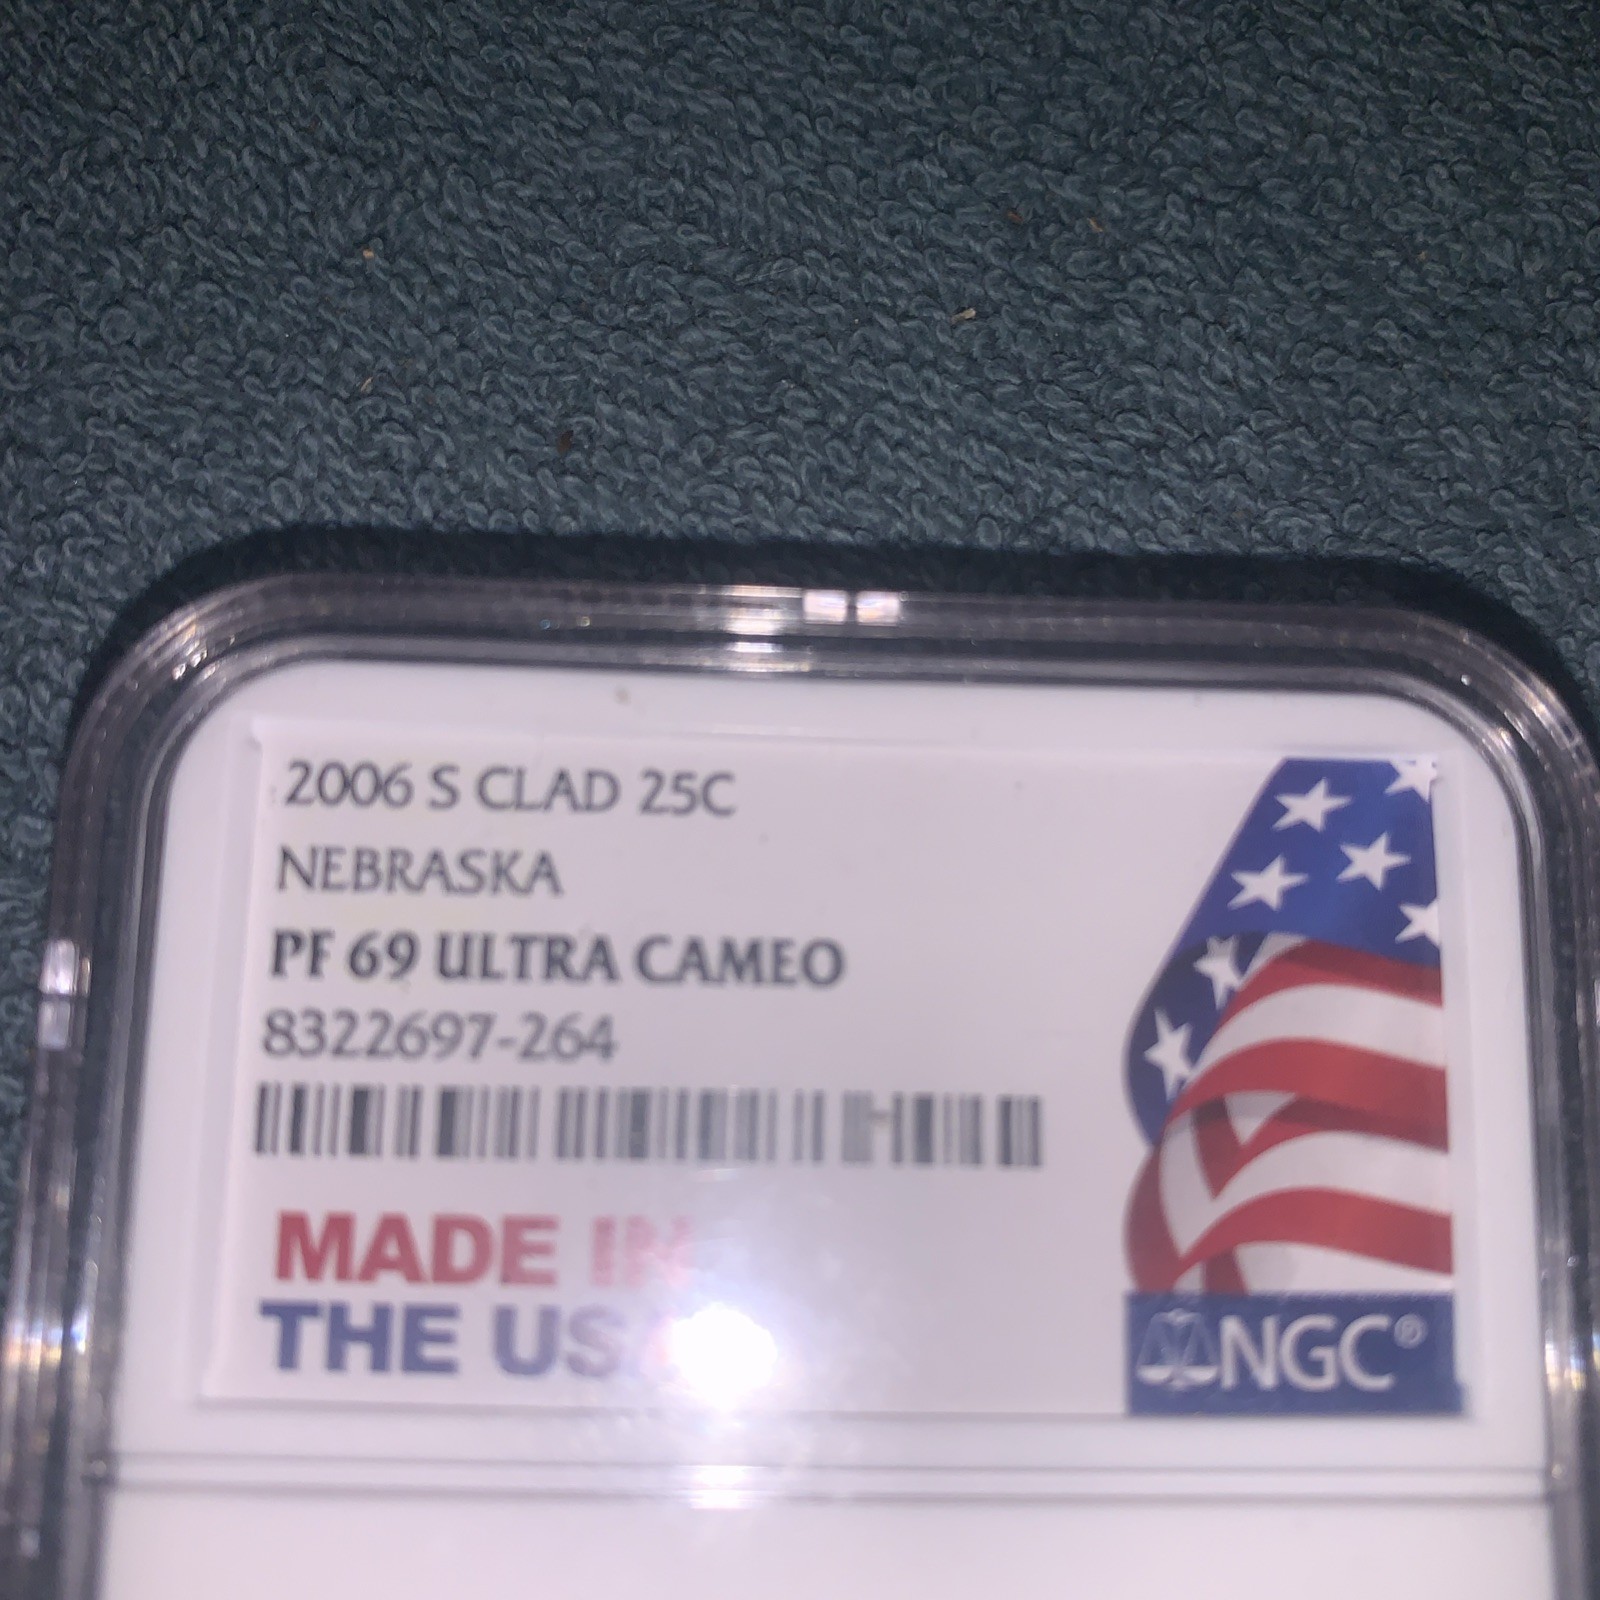 2006 S CLAD 25C
NEBRASKA
PF 69 ULTRA CAMEO
8322697-264
MADE IN
THE USA
NGC®